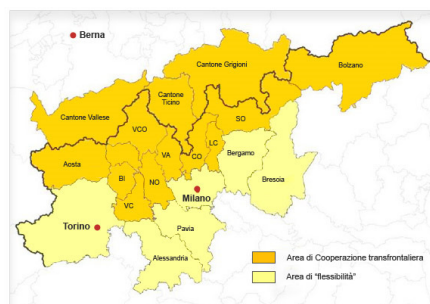 Berna
Cantone Grigioni
Bolzano
Cantone
Ticino
Cantone Vallese
VCO
SO
Aosta
VA
CO
LC
Bergamo
Brescia
BI
NO
VC
Milano
Torino
Pavia
Alessandria
Area di Cooperazione transfrontaliera
Area di "flessibilità"